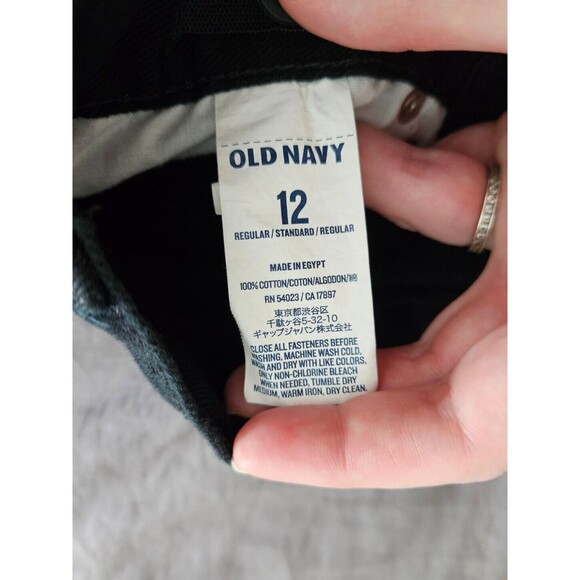 OLD NAVY
12
REGULAR/STANDARD/REGULAR
MADE IN EGYPT
100% COTTON/COTON/ALGODON/綿
RN 54023 / CA 17897
東京都渋谷区
千駄ヶ谷5-32-10
ギャップジャパン株式会社
CLOSE ALL FASTENERS BEFORE
WASHING, MACHINE WASH COLD,
WASH AND DRY WITH LIKE COLORS,
ONLY NON-CHLORINE BLEACH
WHEN NEEDED, TUMBLE DRY
MEDIUM, WARM IRON, DRY CLEAN.